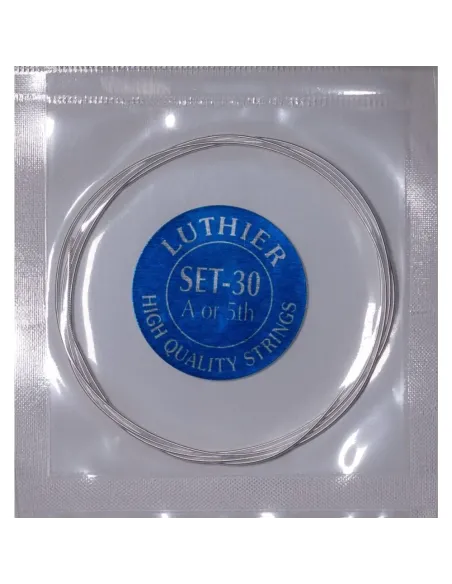 LUTHIER
SET-30
A or 5th
HIGH QUALITY STRINGS